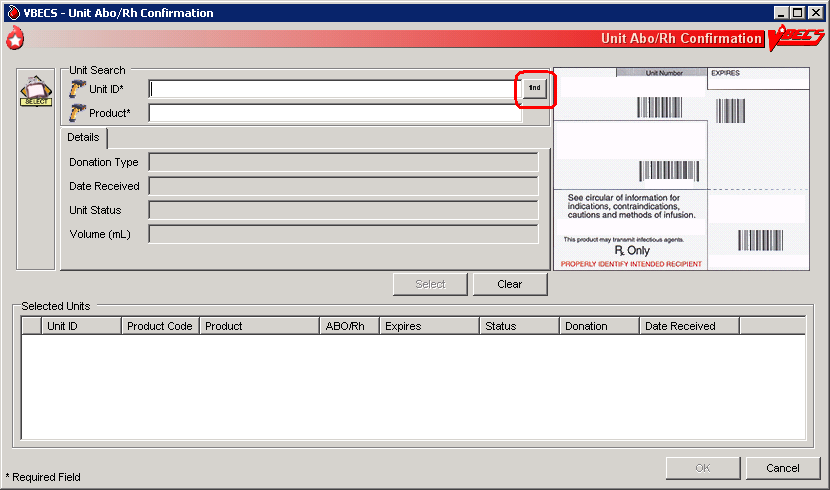 VBECS - Unit Abo/Rh Confirmation
Unit Abo/Rh Confirmation
VBECS
SELECT
Unit Search
Unit ID*
Product*
Details
Donation Type
Date Received
Unit Status
Volume (mL)
Unit Number
EXPIRES
See circular of information for
indications, contraindications,
cautions and methods of infusion.
This product may transmit infectious agents.
℞ Only
PROPERLY IDENTIFY INTENDED RECIPIENT
Select
Clear
Selected Units
Unit ID Product Code Product ABO/Rh Expires Status Donation Date Received
OK
Cancel
* Required Field